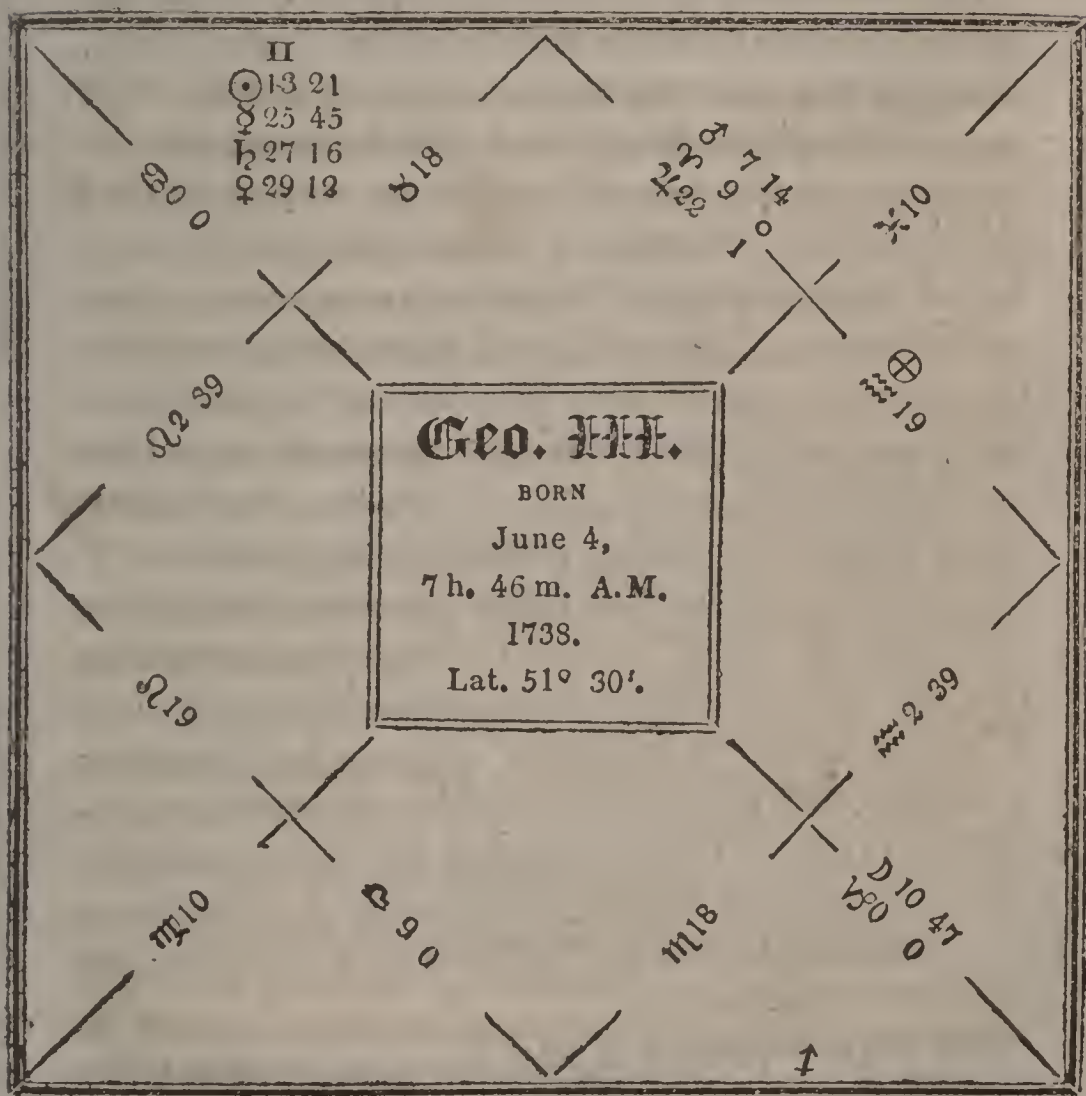 ♊
☉ 13 21
☿ 25 45
♄ 27 16
♀ 29 12
♉ 18
♂ 7 14
9
♃ 22 1
♓ 10
♋ 0 0
♒ 19
♌ 2 39
Geo. III.
BORN
June 4,
7 h. 46 m. A.M.
1738.
Lat. 51° 30′.
♌ 19
♒ 2 39
♍ 10
♎ 9 0
♏ 18
☽ 10 47
♑ 0 0
♐